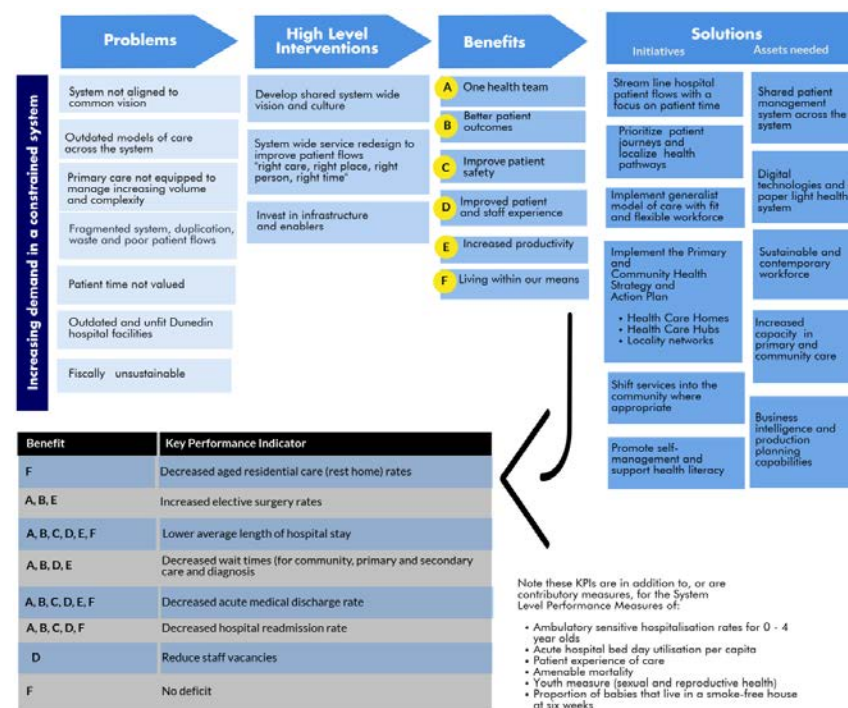 Problems
High Level
Interventions
Benefits
Solutions
Initiatives
Assets needed
Increasing demand in a constrained system
System not aligned to
common vision
Outdated models of care
across the system
Primary care not equipped to
manage increasing volume
and complexity
Fragmented system, duplication,
waste and poor patient flows
Patient time not valued
Outdated and unfit Dunedin
hospital facilities
Fiscally unsustainable
Develop shared system wide
vision and culture
System wide service redesign to
improve patient flows
"right care, right place, right
person, right time"
Invest in infrastructure
and enablers
A One health team
B Better patient
outcomes
C Improve patient
safety
D Improved patient
and staff experience
E Increased productivity
F Living within our means
Stream line hospital
patient flows with a
focus on patient time
Prioritize patient
journeys and
localize health
pathways
Implement generalist
model of care with fit
and flexible workforce
Implement the Primary
and
Community Health
Strategy and
Action Plan
• Health Care Homes
• Health Care Hubs
• Locality networks
Shift services into the
community where
appropriate
Promote self-
management and
support health literacy
Shared patient
management
system across the
system
Digital
technologies and
paper light health
system
Sustainable and
contemporary
workforce
Increased
capacity in
primary and
community care
Business
intelligence and
production
planning
capabilities
Benefit Key Performance Indicator
F Decreased aged residential care (rest home) rates
A, B, E Increased elective surgery rates
A, B, C, D, E, F Lower average length of hospital stay
A, B, D, E Decreased wait times (for community, primary and secondary
care and diagnosis
A, B, C, D, E, F Decreased acute medical discharge rate
A, B, C, D, F Decreased hospital readmission rate
D Reduce staff vacancies
F No deficit
Note these KPIs are in addition to, or are
contributory measures, for the System
Level Performance Measures of:
• Ambulatory sensitive hospitalisation rates for 0 - 4
year olds
• Acute hospital bed day utilisation per capita
• Patient experience of care
• Amenable mortality
• Youth measure (sexual and reproductive health)
• Proportion of babies that live in a smoke-free house
at six weeks